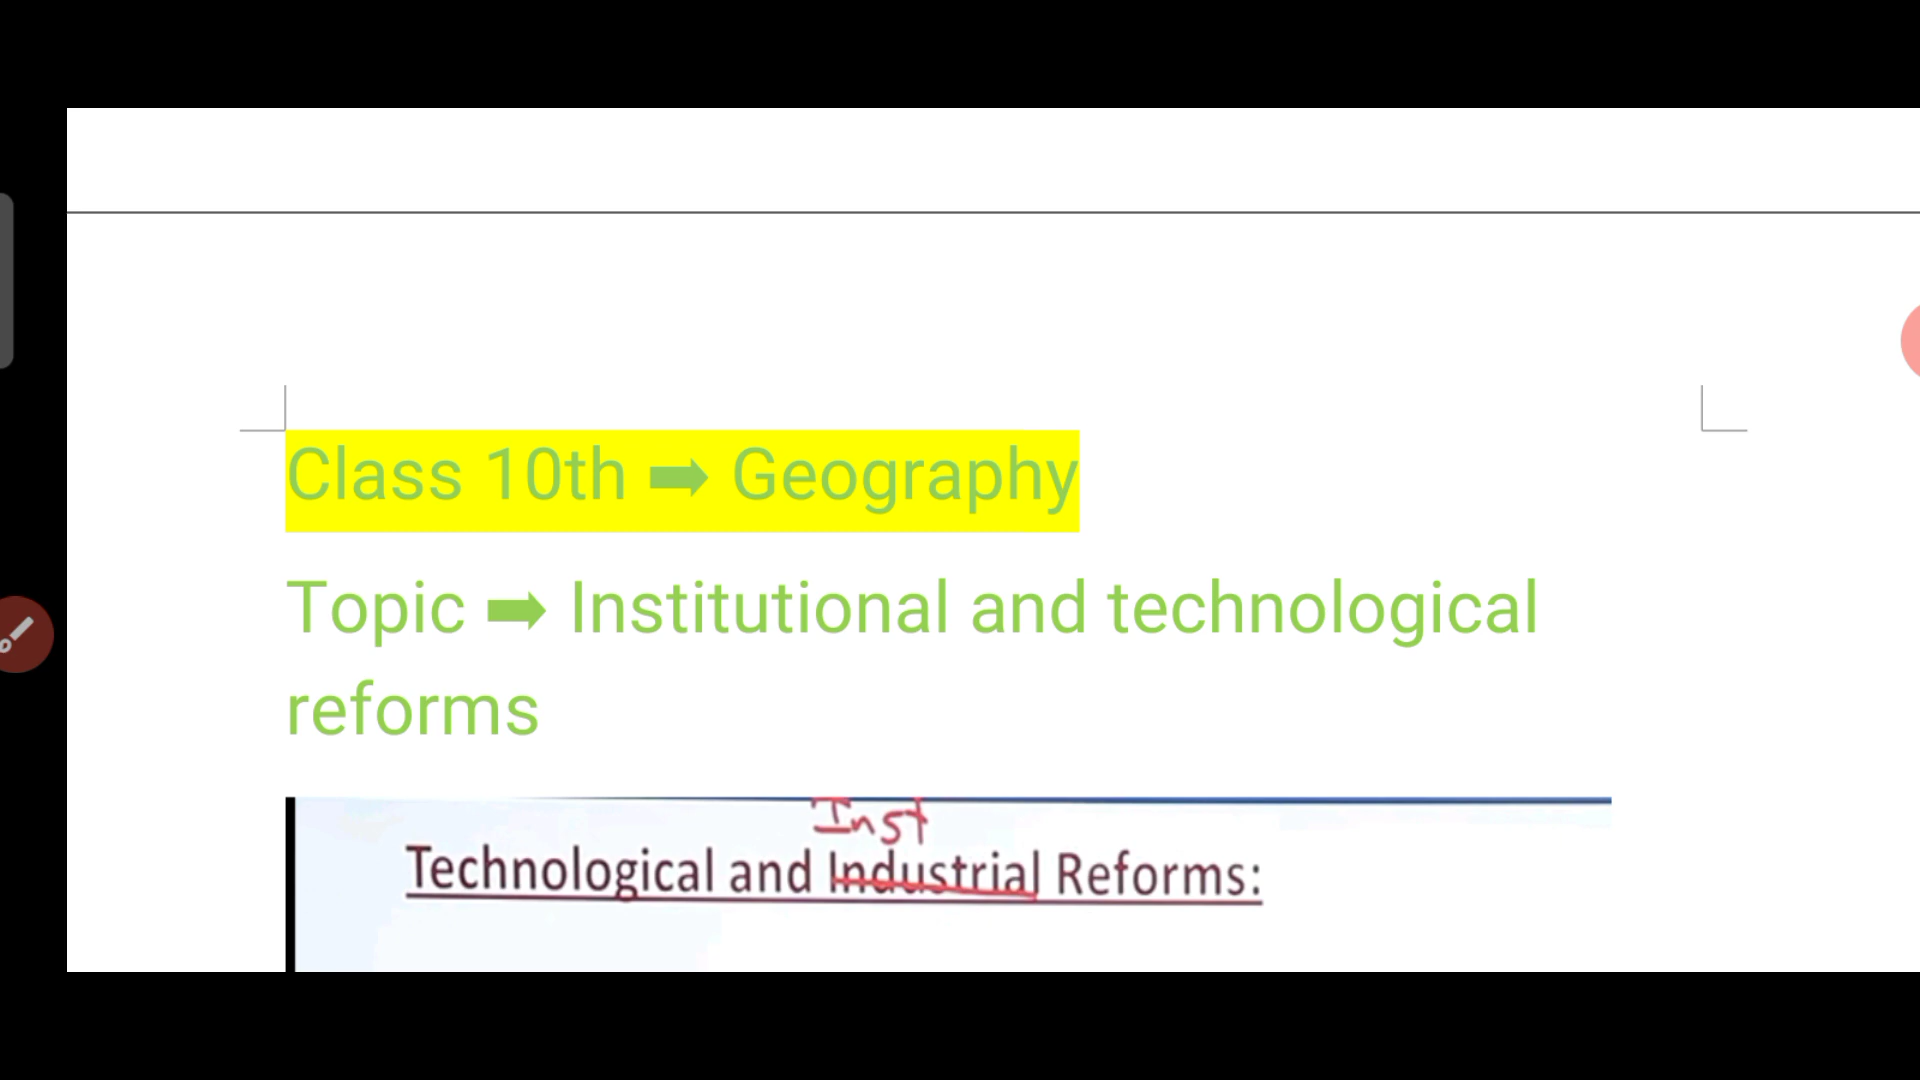 Class 10th ➡ Geography
Topic ➡ Institutional and technological
reforms
Inst
Technological and Industrial Reforms: